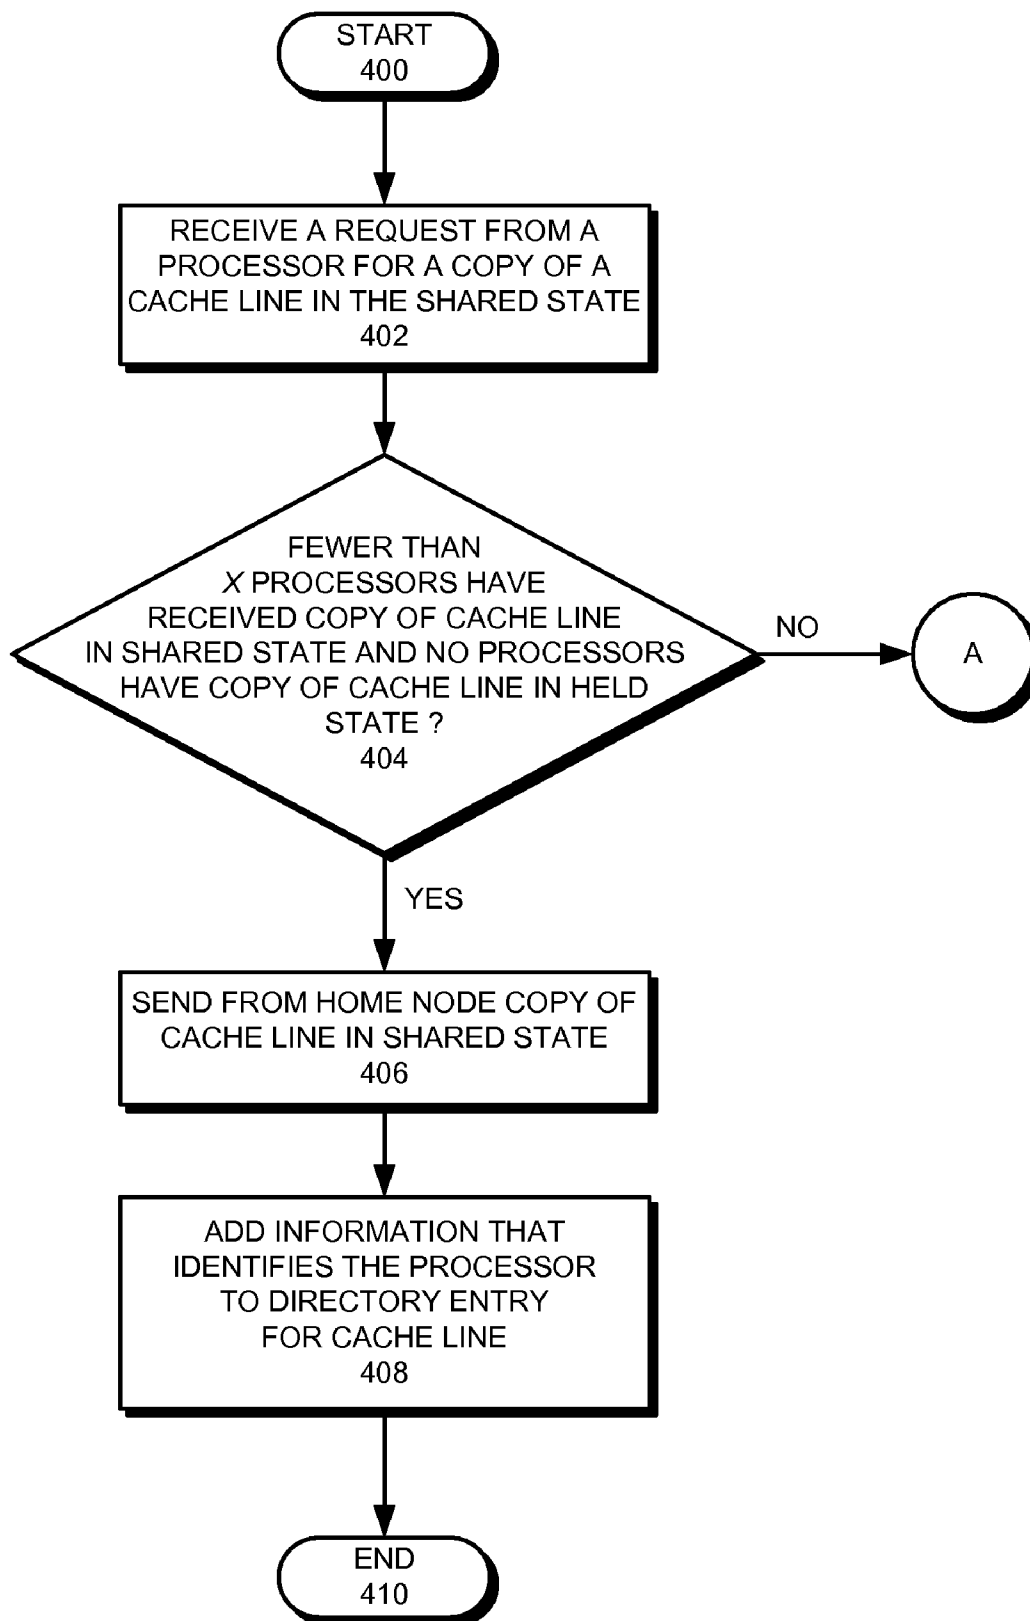 START
400
RECEIVE A REQUEST FROM A
PROCESSOR FOR A COPY OF A
CACHE LINE IN THE SHARED STATE
402
FEWER THAN
X PROCESSORS HAVE
RECEIVED COPY OF CACHE LINE
IN SHARED STATE AND NO PROCESSORS
HAVE COPY OF CACHE LINE IN HELD
STATE ?
404
NO
A
YES
SEND FROM HOME NODE COPY OF
CACHE LINE IN SHARED STATE
406
ADD INFORMATION THAT
IDENTIFIES THE PROCESSOR
TO DIRECTORY ENTRY
FOR CACHE LINE
408
END
410